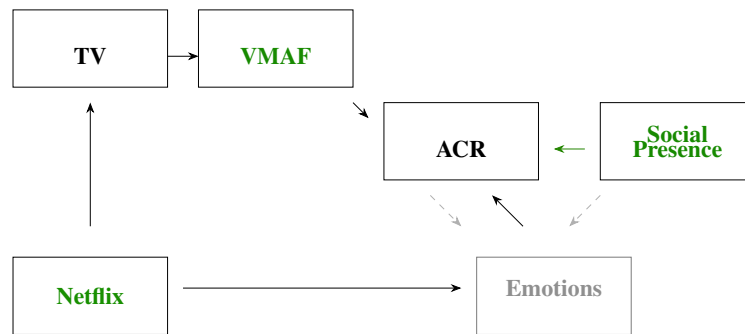 TV
VMAF
ACR
Social
Presence
Netflix
Emotions